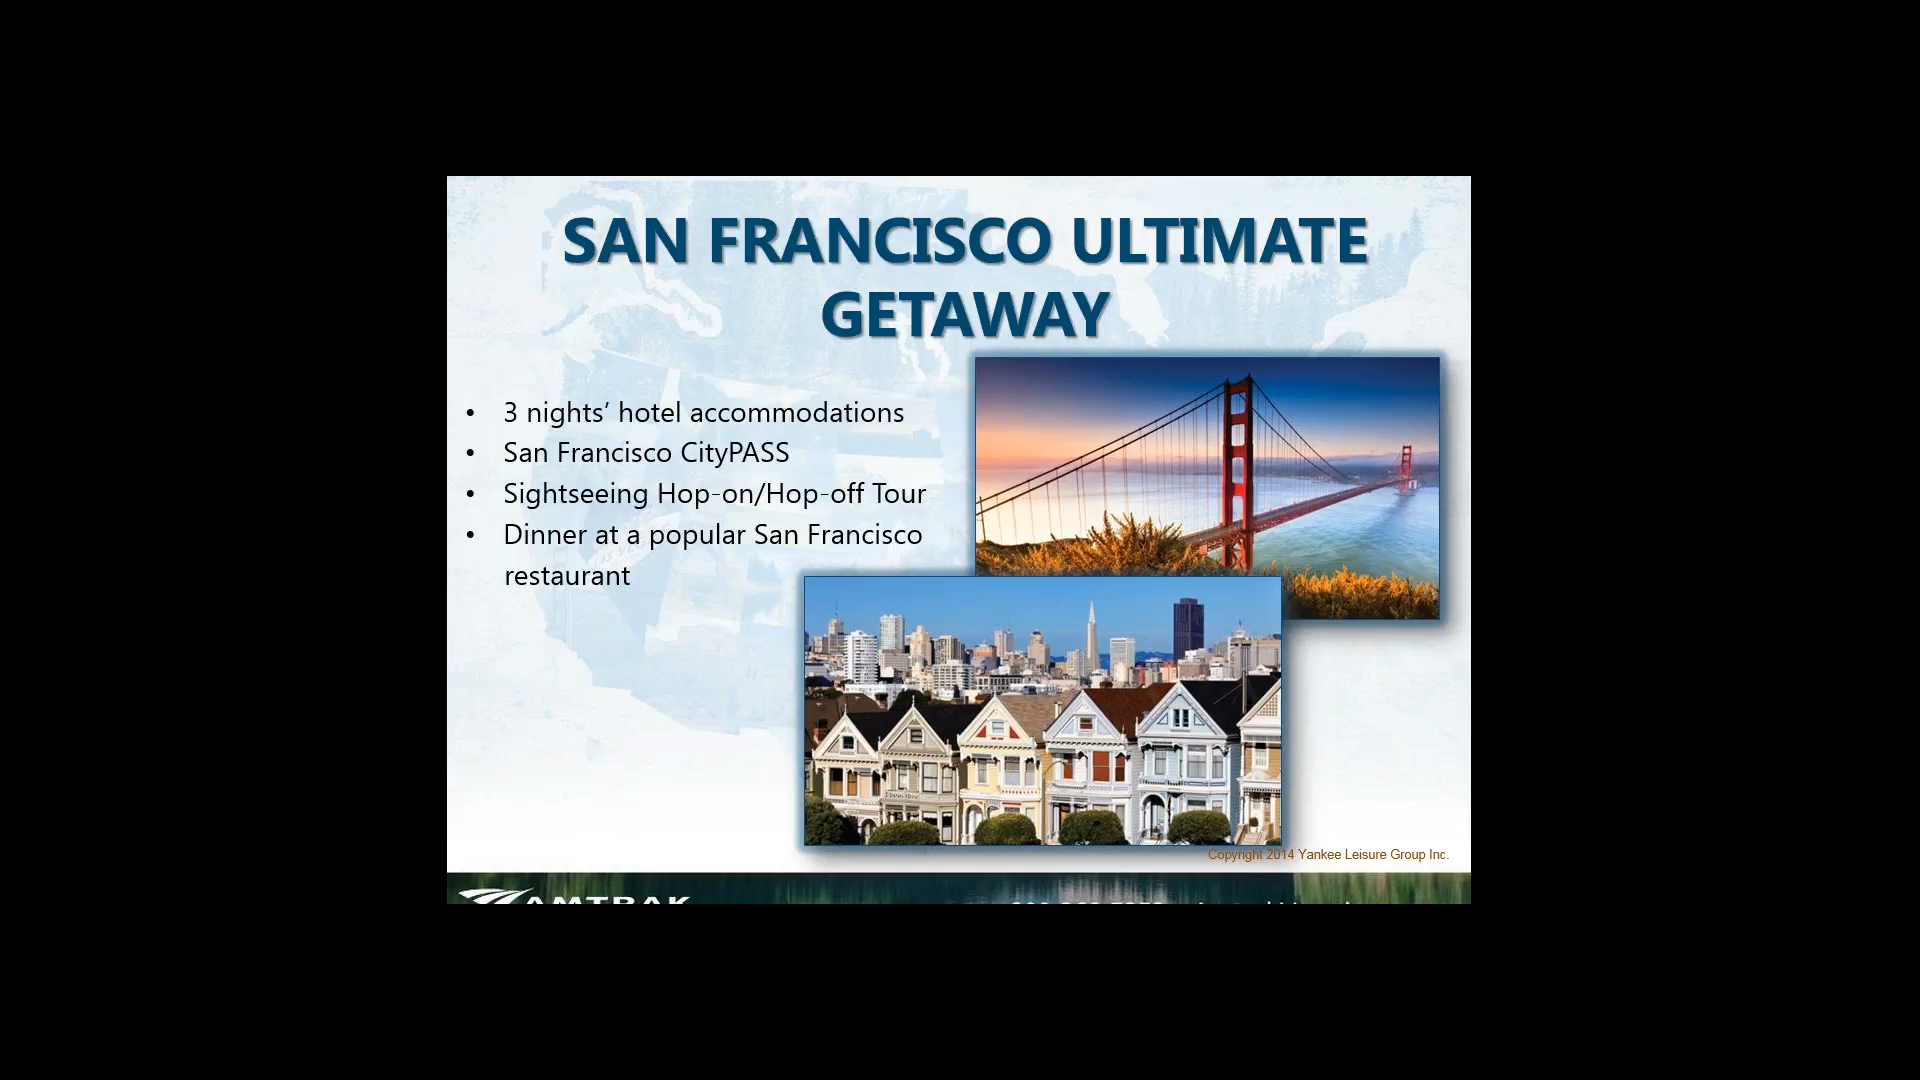 SAN FRANCISCO ULTIMATE
GETAWAY
• 3 nights’ hotel accommodations
• San Francisco CityPASS
• Sightseeing Hop-on/Hop-off Tour
• Dinner at a popular San Francisco
restaurant
Copyright 2014 Yankee Leisure Group Inc.
AMTRAK